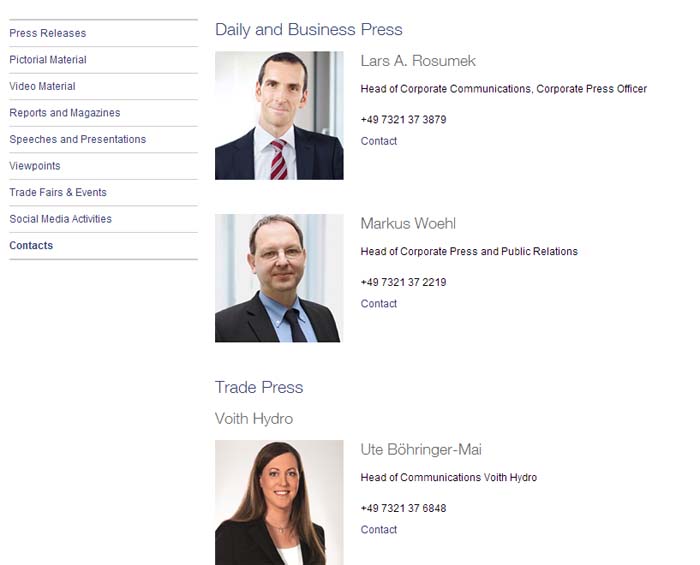 Press Releases
Pictorial Material
Video Material
Reports and Magazines
Speeches and Presentations
Viewpoints
Trade Fairs & Events
Social Media Activities
Contacts
Daily and Business Press
Lars A. Rosumek
Head of Corporate Communications, Corporate Press Officer
+49 7321 37 3879
Contact
Markus Woehl
Head of Corporate Press and Public Relations
+49 7321 37 2219
Contact
Trade Press
Voith Hydro
Ute Böhringer-Mai
Head of Communications Voith Hydro
+49 7321 37 6848
Contact